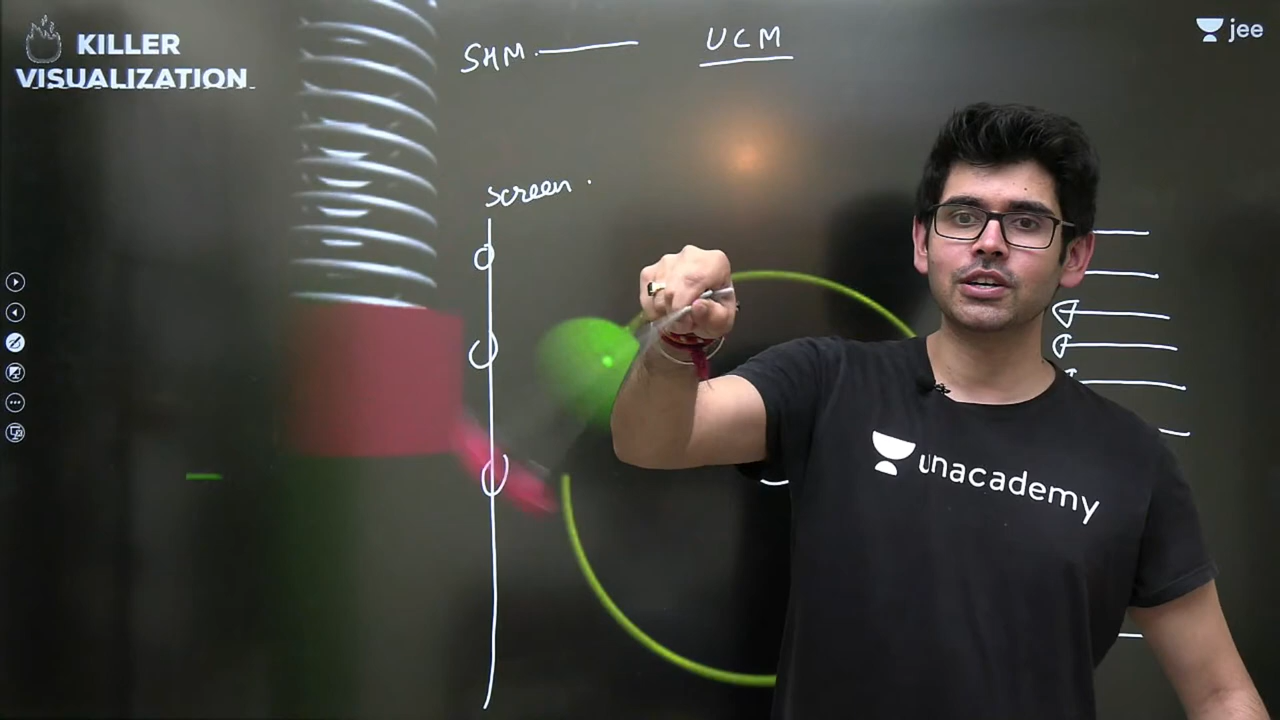 KILLER
VISUALIZATION
SHM.
UCM
jee
screen.
unacademy